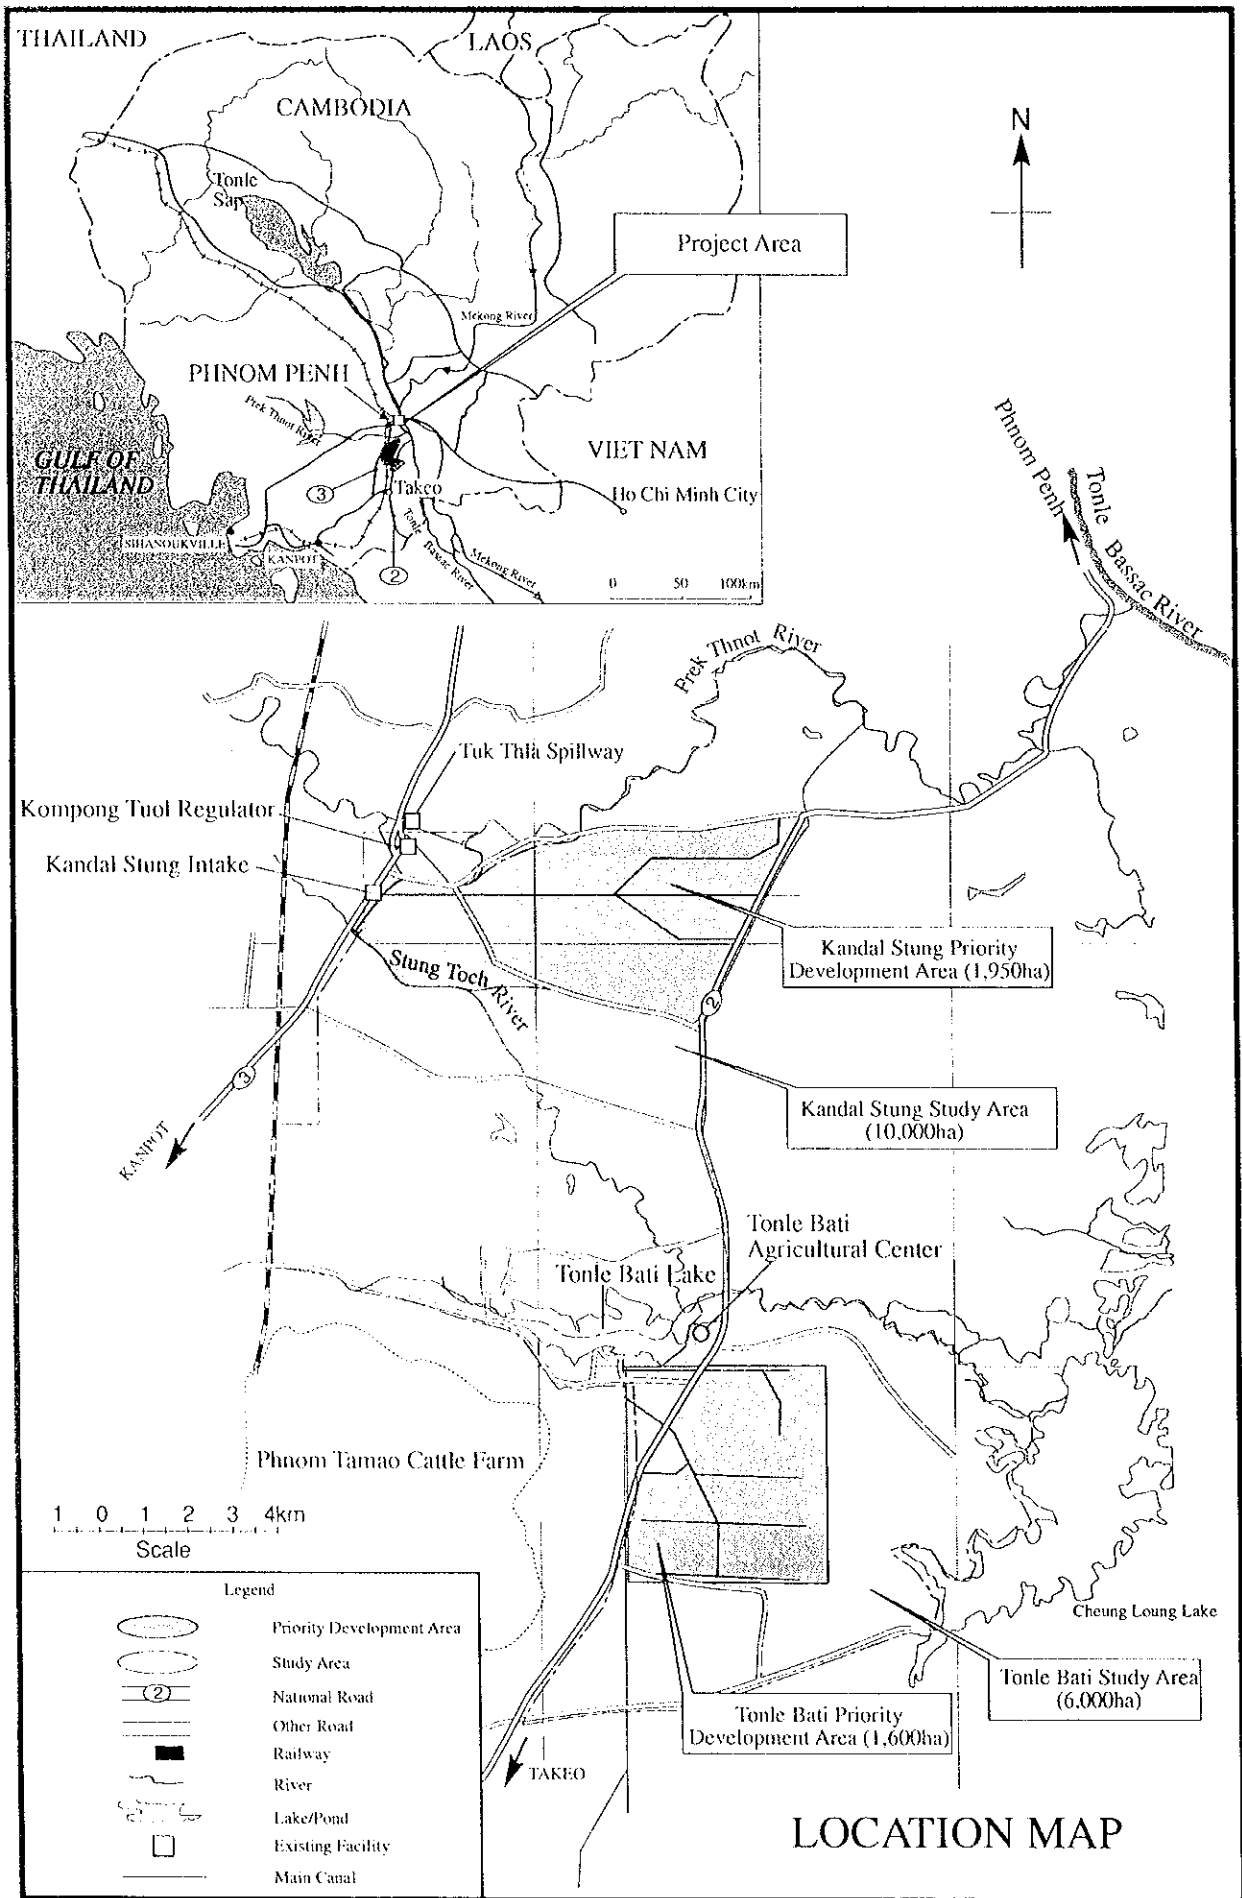 THAILAND
LAOS
CAMBODIA
Tonle
Sap
Project Area
N
Mekong River
PHNOM PENH
Prek Thnot River
VIET NAM
GULF OF
THAILAND
3
Takeo
Ho Chi Minh City
SIHANOUKVILLE
KANPOT
Tonle Bassac River
Mekong River
2
0 50 100km
Phnom Penh
Tonle Bassac River
Prek Thnot River
Tuk Thla Spillway
Kompong Tuol Regulator
Kandal Stung Intake
Kandal Stung Priority
Development Area (1,950ha)
Stung Toch River
2
3
KANPOT
Kandal Stung Study Area
(10,000ha)
Tonle Bati
Agricultural Center
Tonle Bati Lake
Phnom Tamao Cattle Farm
1 0 1 2 3 4km
Scale
Cheung Loung Lake
Tonle Bati Study Area
(6,000ha)
Tonle Bati Priority
Development Area (1,600ha)
TAKEO
Legend
Priority Development Area
Study Area
2 National Road
Other Road
Railway
River
Lake/Pond
Existing Facility
Main Canal
LOCATION MAP